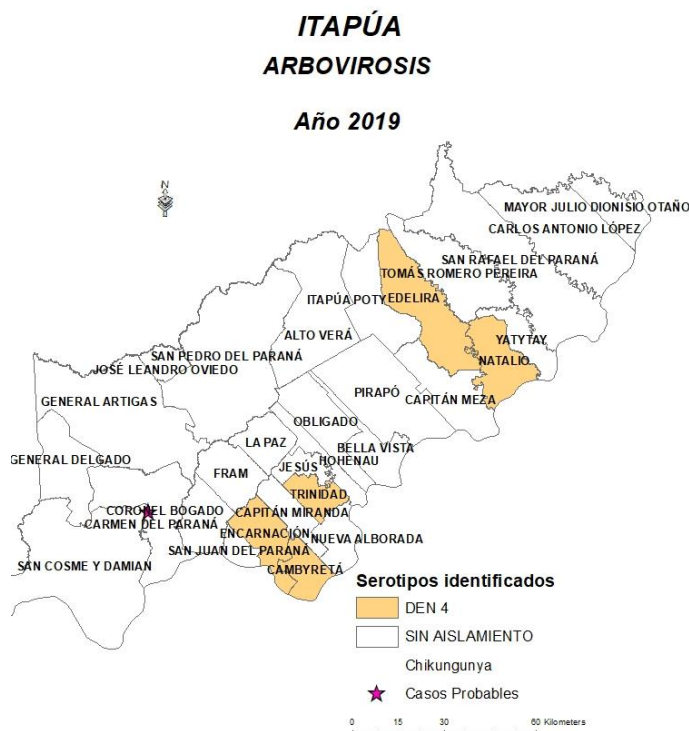 ITAPÚA
ARBOVIROSIS
Año 2019
N
MAYOR JULIO DIONISIO OTAÑO
CARLOS ANTONIO LÓPEZ
SAN RAFAEL DEL PARANÁ
TOMÁS ROMERO PEREIRA
ITAPÚA POTY
EDELIRA
ALTO VERÁ
YATYTAY
SAN PEDRO DEL PARANÁ
NATALIO
JOSÉ LEANDRO OVIEDO
PIRAPÓ
CAPITÁN MEZA
GENERAL ARTIGAS
OBLIGADO
LA PAZ
BELLA VISTA
HOHENAU
GENERAL DELGADO
JESÚS
FRAM
TRINIDAD
CORONEL BOGADO
CAPITÁN MIRANDA
CARMEN DEL PARANÁ
ENCARNACIÓN
NUEVA ALBORADA
SAN JUAN DEL PARANÁ
SAN COSME Y DAMIAN
CAMBYRETÁ
Serotipos identificados
DEN 4
SIN AISLAMIENTO
Chikungunya
Casos Probables
0 15 30 60 Kilometers